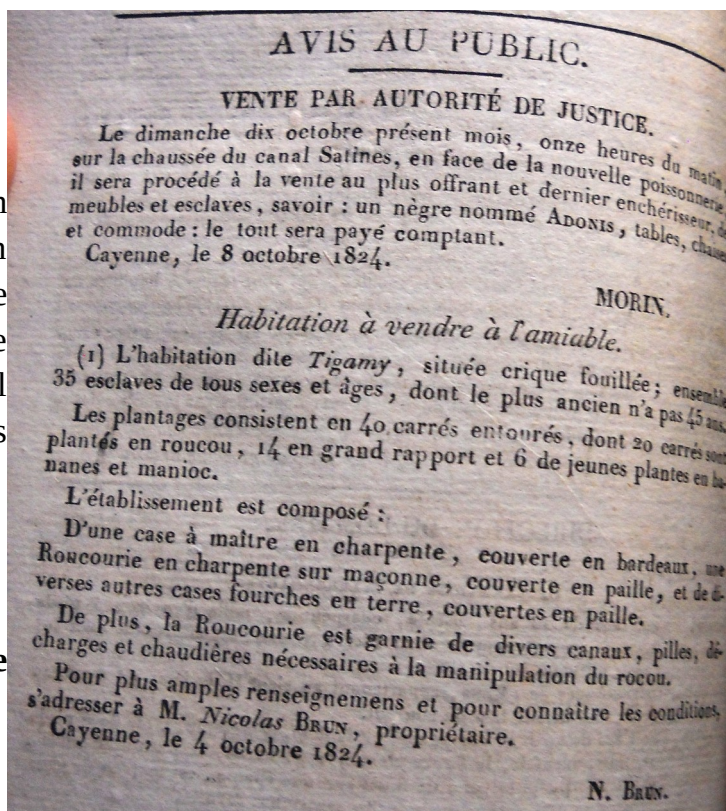 AVIS AU PUBLIC.
VENTE PAR AUTORITÉ DE JUSTICE.
Le dimanche dix octobre présent mois, onze heures du matin,
sur la chaussée du canal Satines, en face de la nouvelle poissonnerie,
il sera procédé à la vente au plus offrant et dernier enchérisseur, de
meubles et esclaves, savoir : un nègre nommé ADONIS, tables, chaises
et commode : le tout sera payé comptant.
Cayenne, le 8 octobre 1824.
MORIN.
Habitation à vendre à l'amiable.
(1) L'habitation dite Tigamy, située crique fouillée ; ensemble
35 esclaves de tous sexes et âges, dont le plus ancien n'a pas 45 ans.
Les plantages consistent en 40 carrés entourés, dont 20 carrés sont
plantés en roucou, 14 en grand rapport et 6 de jeunes plantes en ba-
nanes et manioc.
L'établissement est composé :
D'une case à maître en charpente, couverte en bardeaux, une
Roucourie en charpente sur maçonne, couverte en paille, et de di-
verses autres cases fourches en terre, couvertes en paille.
De plus, la Roucourie est garnie de divers canaux, pilles, dé-
charges et chaudières nécessaires à la manipulation du rocou.
Pour plus amples renseignemens et pour connaître les conditions,
s'adresser à M. Nicolas BRUN, propriétaire.
Cayenne, le 4 octobre 1824.
N. BRUN.